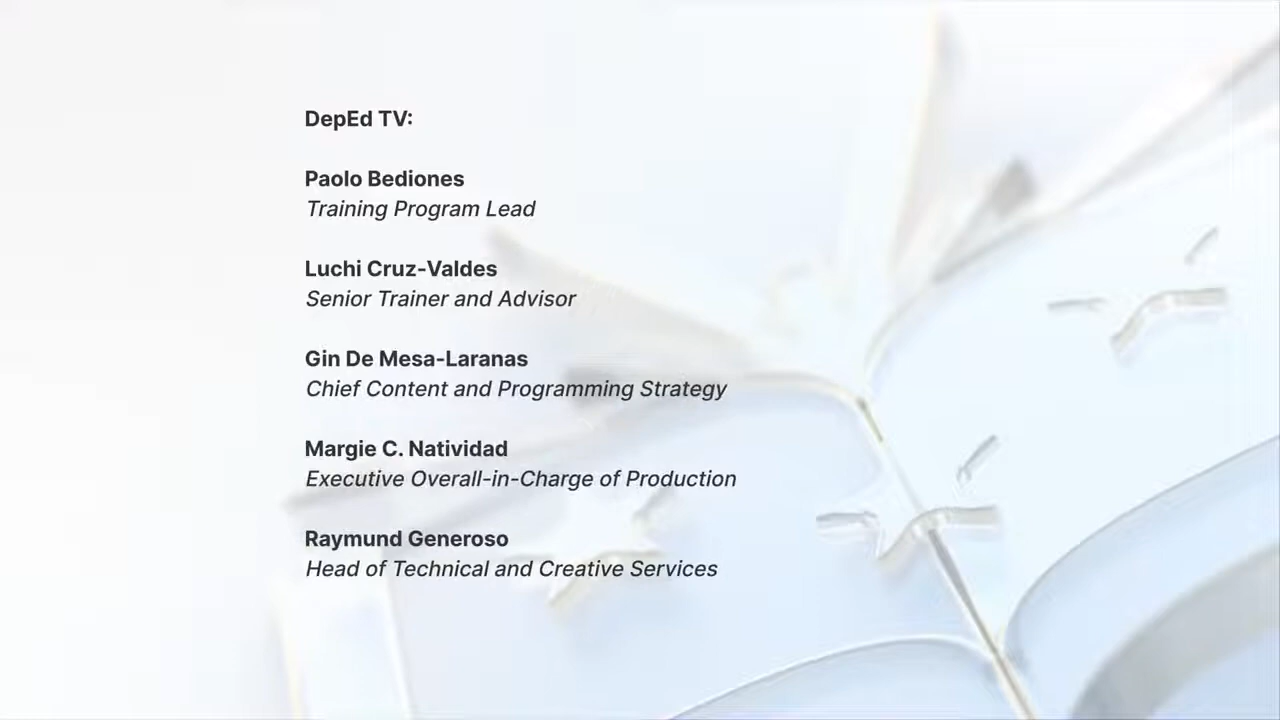 DepEd TV:
Paolo Bediones
Training Program Lead
Luchi Cruz-Valdes
Senior Trainer and Advisor
Gin De Mesa-Laranas
Chief Content and Programming Strategy
Margie C. Natividad
Executive Overall-in-Charge of Production
Raymund Generoso
Head of Technical and Creative Services